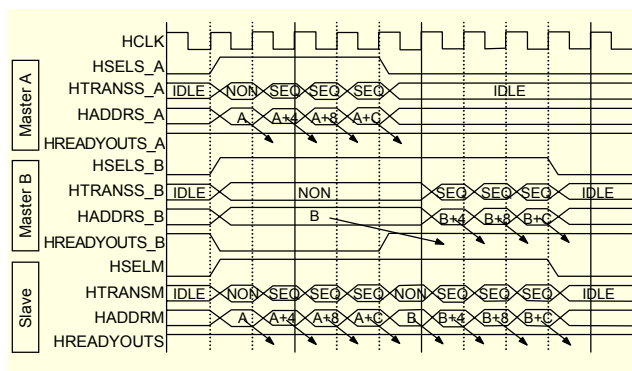 HCLK
Master A
HSELS_A
HTRANSS_A IDLE NON SEQ SEQ SEQ IDLE
HADDRS_A A A+4 A+8 A+C
HREADYOUTS_A
Master B
HSELS_B
HTRANSS_B IDLE NON SEQ SEQ SEQ IDLE
HADDRS_B B B+4 B+8 B+C
HREADYOUTS_B
Slave
HSELM
HTRANSM IDLE NON SEQ SEQ SEQ NON SEQ SEQ SEQ IDLE
HADDRM A A+4 A+8 A+C B B+4 B+8 B+C
HREADYOUTS